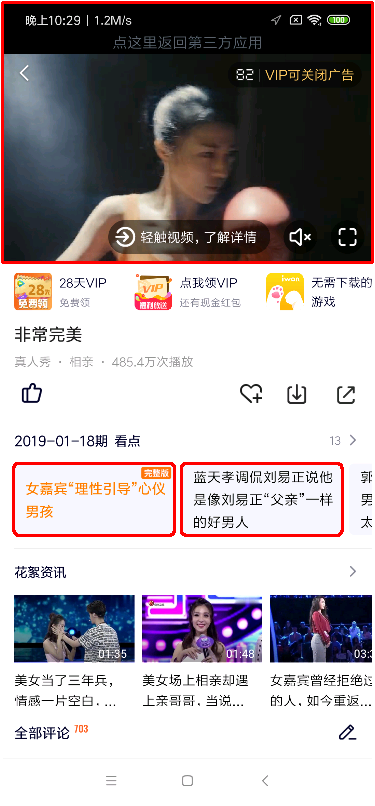 晚上10:29 | 1.2M/s
100
点这里返回第三方应用
82 | VIP可关闭广告
轻触视频，了解详情
28天
免费领
28天VIP
免费领
VIP
点我领VIP
还有现金红包
iwan
无需下载的
游戏
非常完美
真人秀 · 相亲 · 485.4万次播放
2019-01-18期 看点
13
完整版
女嘉宾“理性引导”心仪
男孩
蓝天孝调侃刘易正说他
是像刘易正“父亲”一样
的好男人
郭
男
太
花絮资讯
01:35
01:48
03:
美女当了三年兵，
情感一片空白，...
美女场上相亲却遇
上亲哥哥，当说...
女嘉宾曾经拒绝过
的人，如今重返...
全部评论 703